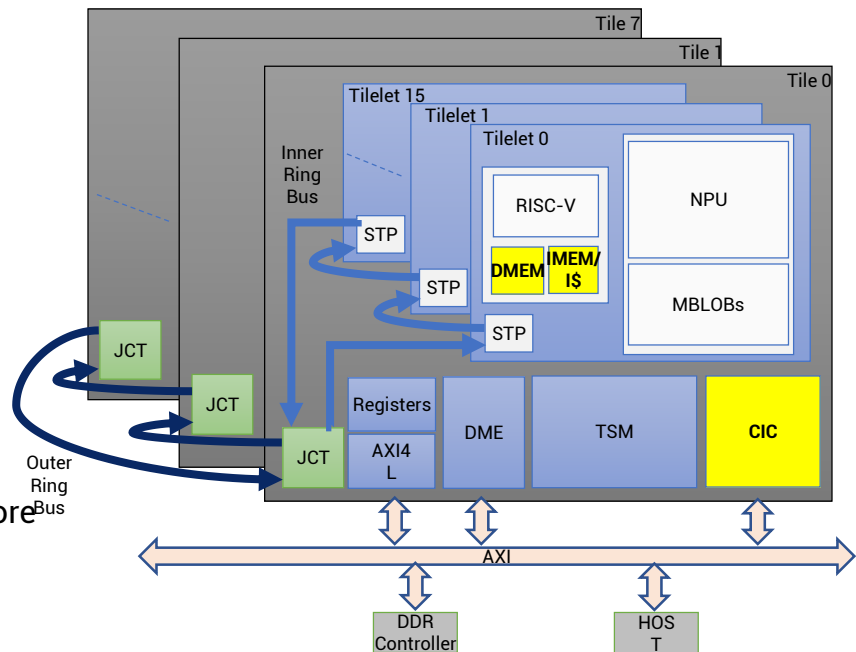 Tile 7
Tile 1
Tile 0
Tilelet 15
Tilelet 1
Tilelet 0
Inner
Ring
Bus
RISC-V
NPU
STP
DMEM
IMEM/
I$
STP
MBLOBs
STP
JCT
JCT
Registers
DME
TSM
CIC
JCT
AXI4
L
Outer
Ring
Bus
ore
AXI
DDR
Controller
HOS
T